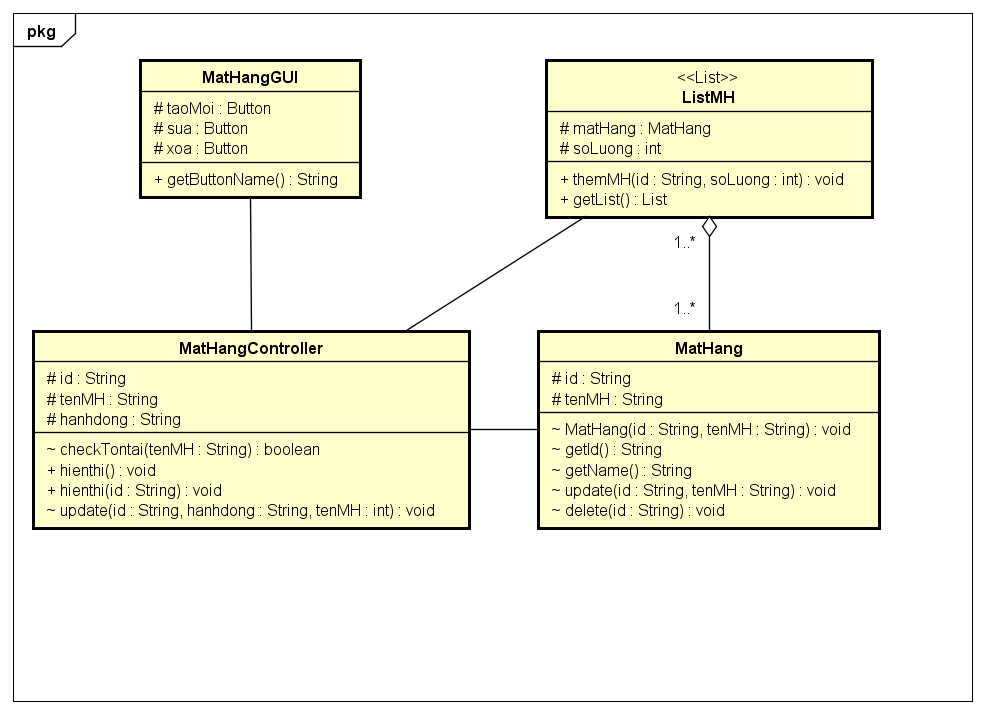 pkg
MatHangGUI
# taoMoi : Button
# sua : Button
# xoa : Button
+ getButtonName() : String
<<List>>
ListMH
# matHang : MatHang
# soLuong : int
+ themMH(id : String, soLuong : int) : void
+ getList() : List
1..*
1..*
MatHangController
# id : String
# tenMH : String
# hanhdong : String
~ checkTontai(tenMH : String) : boolean
+ hienthi() : void
+ hienthi(id : String) : void
~ update(id : String, hanhdong : String, tenMH : int) : void
MatHang
# id : String
# tenMH : String
~ MatHang(id : String, tenMH : String) : void
~ getId() : String
~ getName() : String
~ update(id : String, tenMH : String) : void
~ delete(id : String) : void